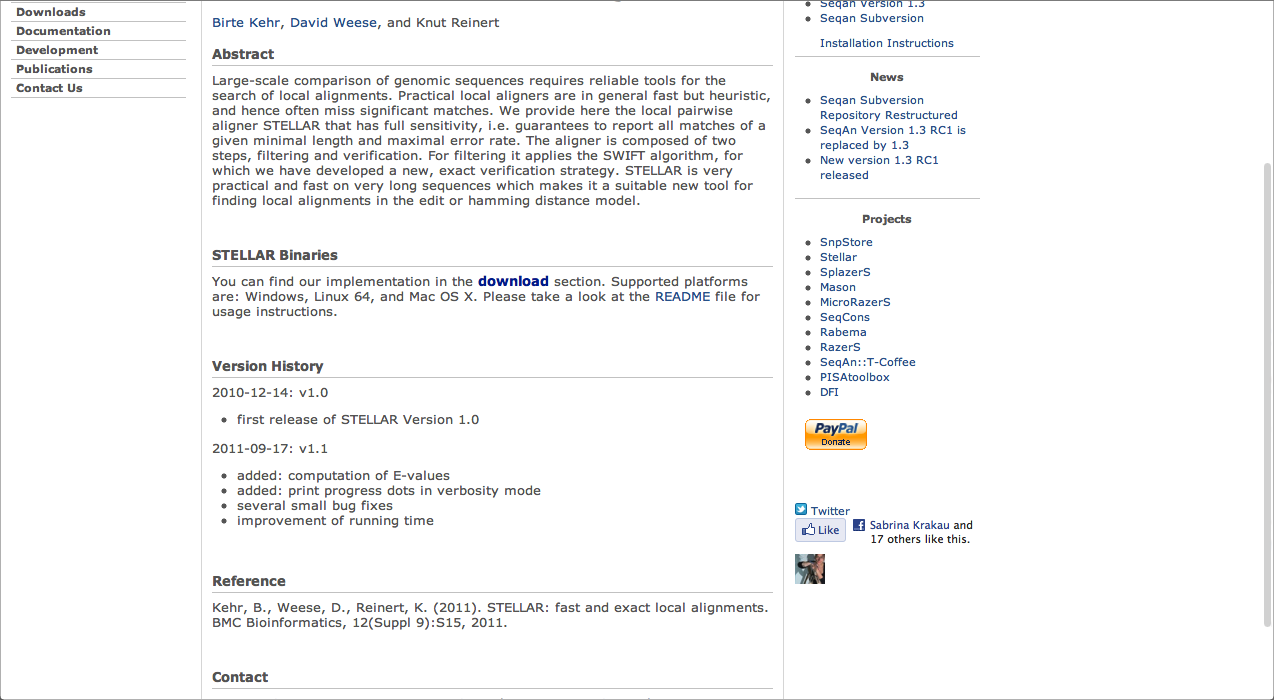 Downloads
Documentation
Development
Publications
Contact Us
Birte Kehr, David Weese, and Knut Reinert
Abstract
Large-scale comparison of genomic sequences requires reliable tools for the
search of local alignments. Practical local aligners are in general fast but heuristic,
and hence often miss significant matches. We provide here the local pairwise
aligner STELLAR that has full sensitivity, i.e. guarantees to report all matches of a
given minimal length and maximal error rate. The aligner is composed of two
steps, filtering and verification. For filtering it applies the SWIFT algorithm, for
which we have developed a new, exact verification strategy. STELLAR is very
practical and fast on very long sequences which makes it a suitable new tool for
finding local alignments in the edit or hamming distance model.
STELLAR Binaries
You can find our implementation in the download section. Supported platforms
are: Windows, Linux 64, and Mac OS X. Please take a look at the README file for
usage instructions.
Version History
2010-12-14: v1.0
first release of STELLAR Version 1.0
2011-09-17: v1.1
added: computation of E-values
added: print progress dots in verbosity mode
several small bug fixes
improvement of running time
Reference
Kehr, B., Weese, D., Reinert, K. (2011). STELLAR: fast and exact local alignments.
BMC Bioinformatics, 12(Suppl 9):S15, 2011.
Contact
Seqan Version 1.3
Seqan Subversion
Installation Instructions
News
Seqan Subversion
Repository Restructured
SeqAn Version 1.3 RC1 is
replaced by 1.3
New version 1.3 RC1
released
Projects
SnpStore
Stellar
SplazerS
Mason
MicroRazerS
SeqCons
Rabema
RazerS
SeqAn::T-Coffee
PISAtoolbox
DFI
PayPal
Donate
Twitter
Like
Sabrina Krakau and
17 others like this.